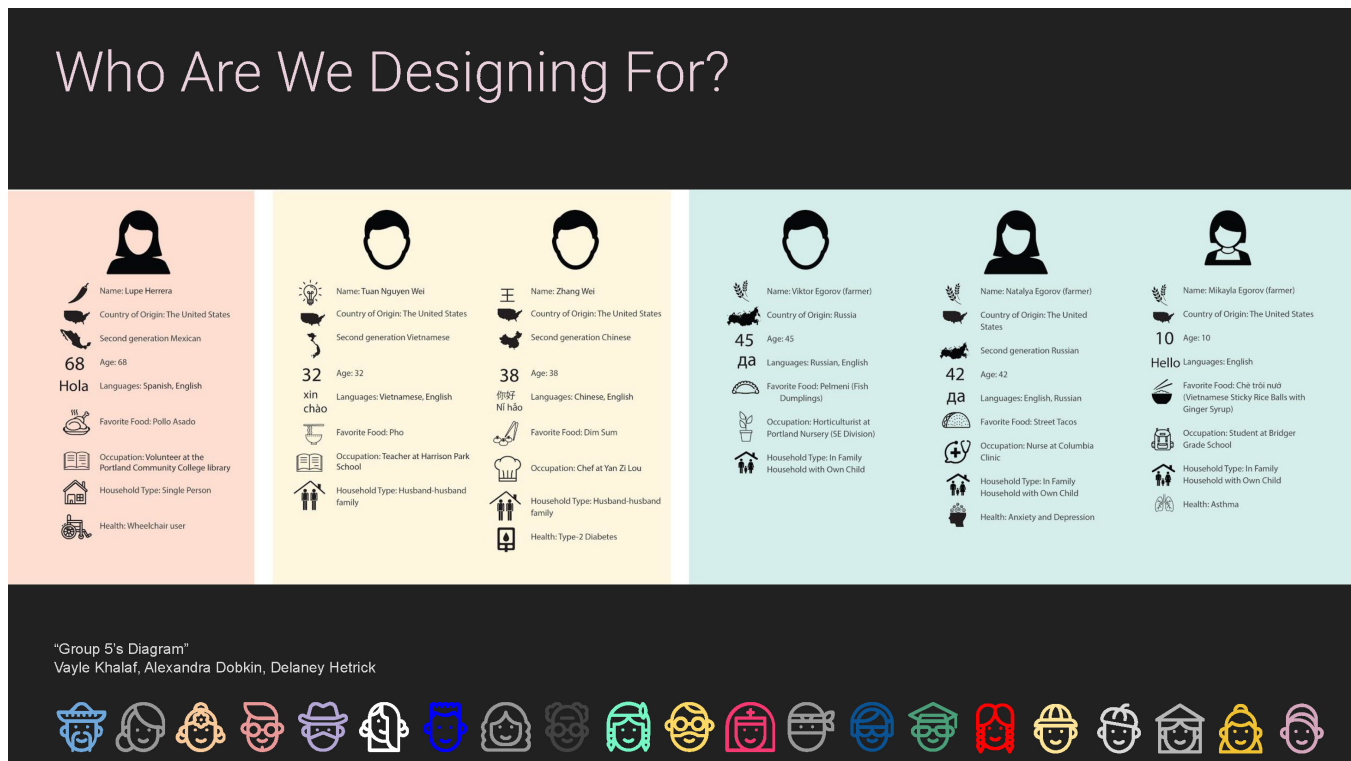 Who Are We Designing For?
Name: Lupe Herrera
Country of Origin: The United States
Second generation Mexican
68 Age: 68
Hola Languages: Spanish, English
Favorite Food: Pollo Asado
Occupation: Volunteer at the
Portland Community College library
Household Type: Single Person
Health: Wheelchair user
Name: Tuan Nguyen Wei
Country of Origin: The United States
Second generation Vietnamese
32 Age: 32
xin
chào
Languages: Vietnamese, English
Favorite Food: Pho
Occupation: Teacher at Harrison Park
School
Household Type: Husband-husband
family
王 Name: Zhang Wei
Country of Origin: The United States
Second generation Chinese
38 Age: 38
你好
Nǐ hǎo
Languages: Chinese, English
Favorite Food: Dim Sum
Occupation: Chef at Yan Zi Lou
Household Type: Husband-husband
family
Health: Type-2 Diabetes
Name: Viktor Egorov (farmer)
Country of Origin: Russia
45 Age: 45
да Languages: Russian, English
Favorite Food: Pelmeni (Fish
Dumplings)
Occupation: Horticulturist at
Portland Nursery (SE Division)
Household Type: In Family
Household with Own Child
Name: Natalya Egorov (farmer)
Country of Origin: The United
States
Second generation Russian
42 Age: 42
да Languages: English, Russian
Favorite Food: Street Tacos
Occupation: Nurse at Columbia
Clinic
Household Type: In Family
Household with Own Child
Health: Anxiety and Depression
Name: Mikayla Egorov (farmer)
Country of Origin: The United States
10 Age: 10
Hello Languages: English
Favorite Food: Chè trôi nướ
(Vietnamese Sticky Rice Balls with
Ginger Syrup)
Occupation: Student at Bridger
Grade School
Household Type: In Family
Household with Own Child
Health: Asthma
“Group 5’s Diagram”
Vayle Khalaf, Alexandra Dobkin, Delaney Hetrick